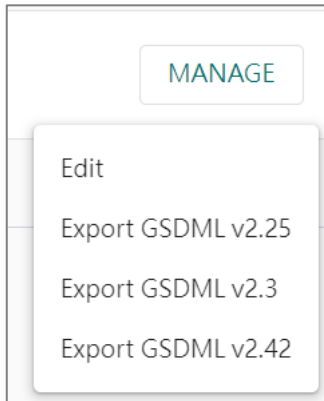 MANAGE
Edit
Export GSDML v2.25
Export GSDML v2.3
Export GSDML v2.42